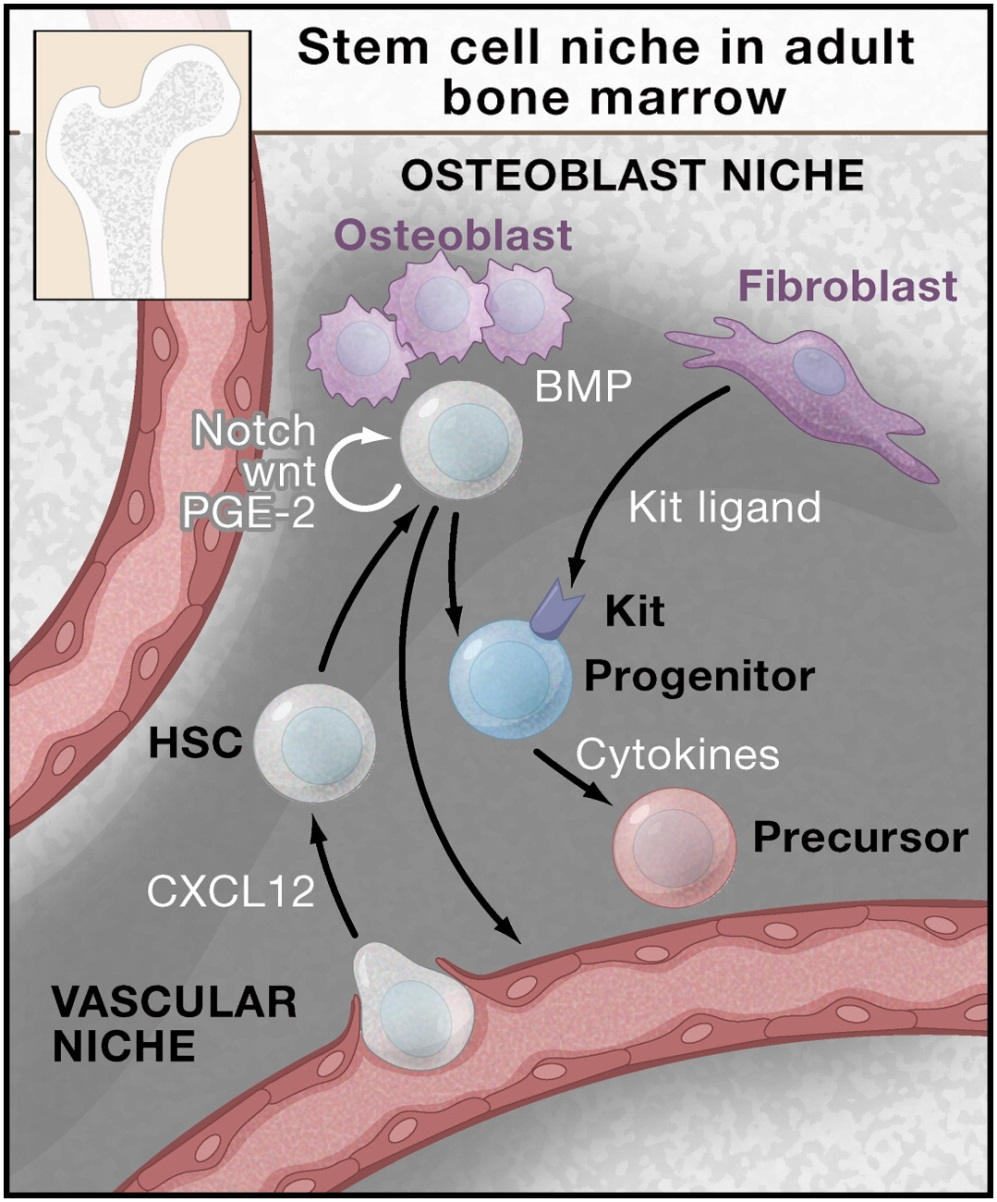 Stem cell niche in adult
bone marrow
OSTEOBLAST NICHE
Osteoblast
Fibroblast
BMP
Notch
wnt
PGE-2
Kit ligand
Kit
Progenitor
HSC
Cytokines
Precursor
CXCL12
VASCULAR
NICHE